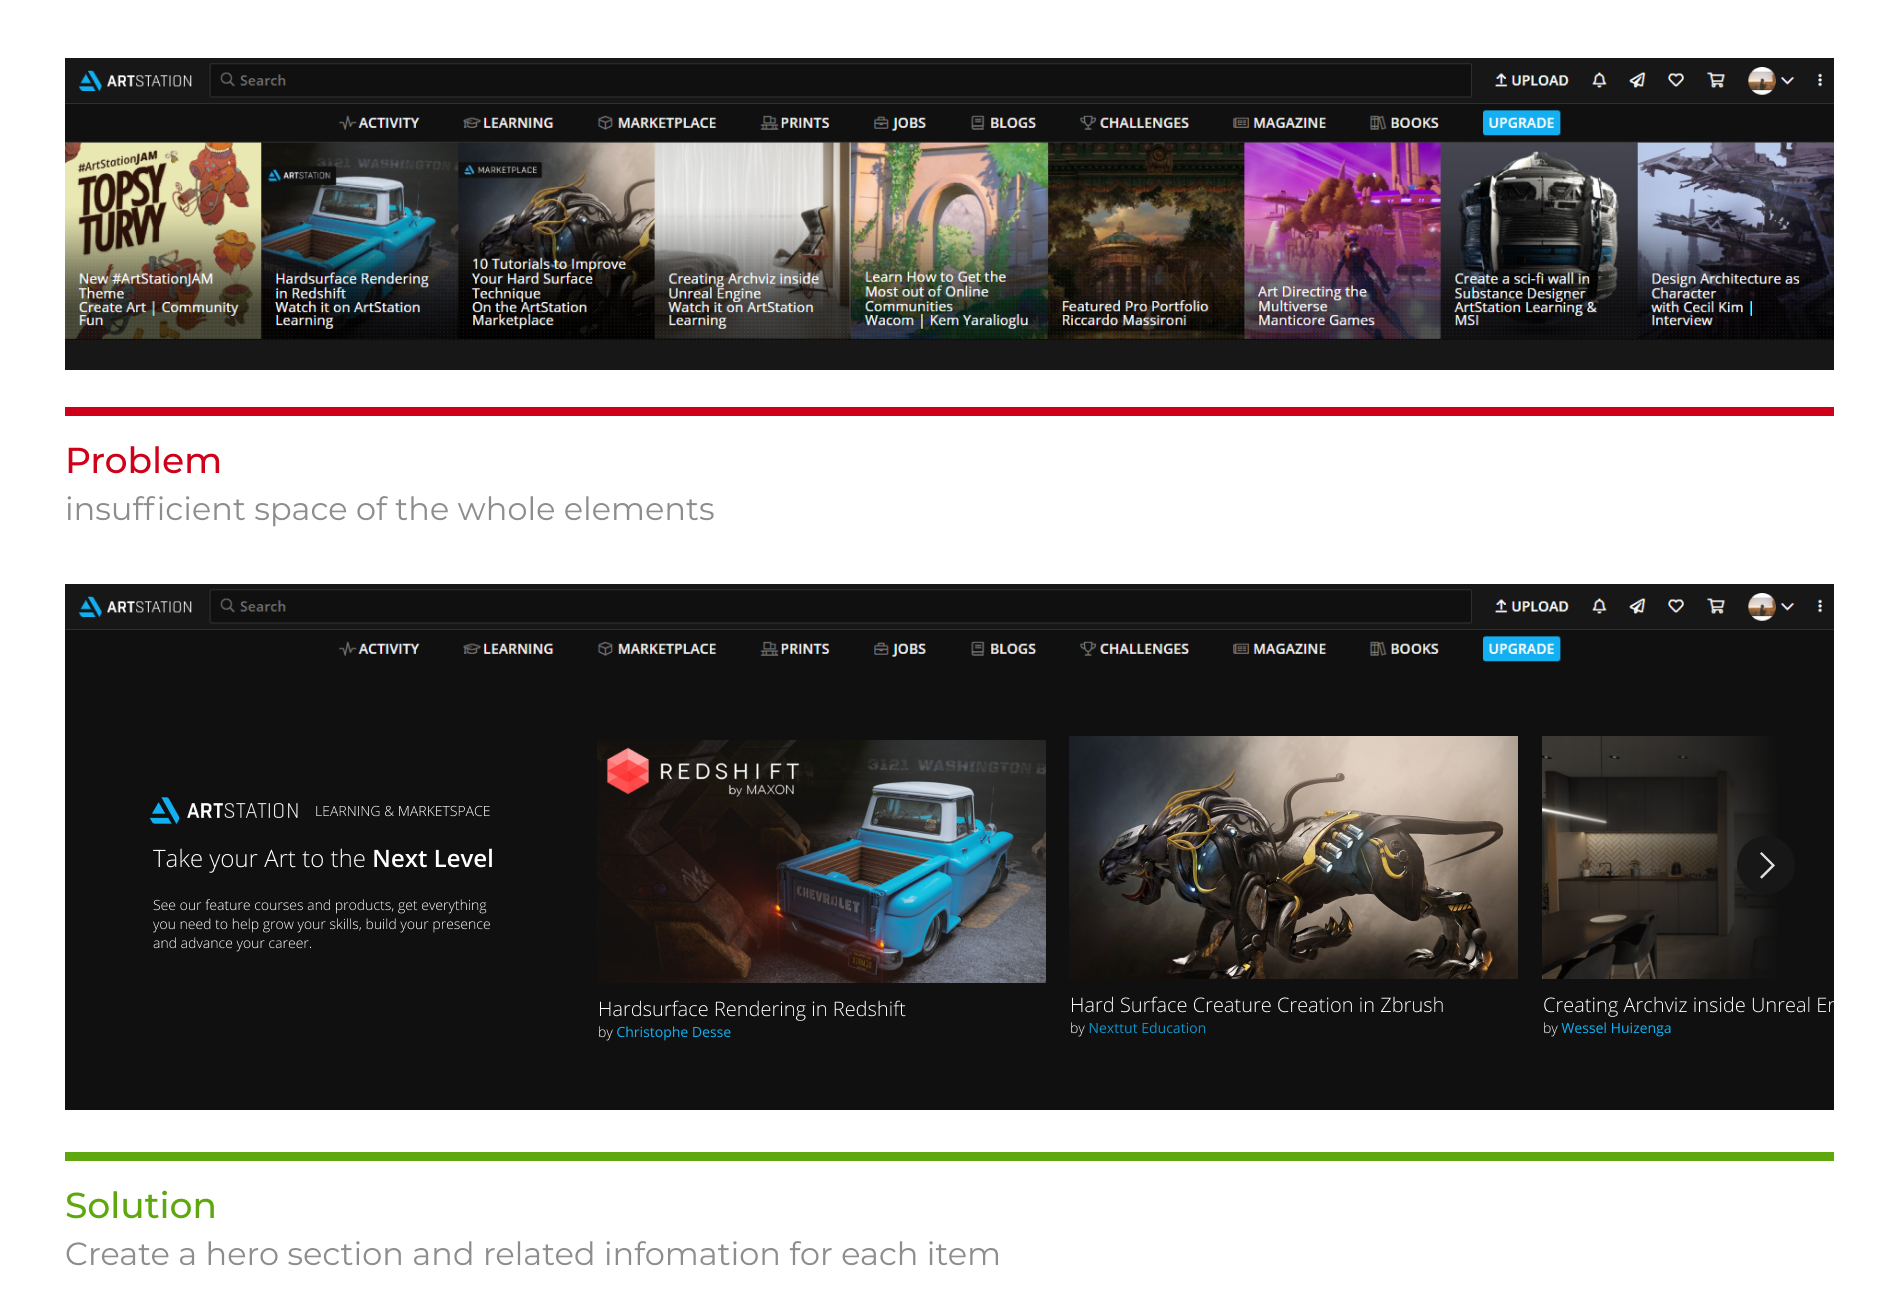 ARTSTATION Search UPLOAD
ACTIVITY LEARNING MARKETPLACE PRINTS JOBS BLOGS CHALLENGES MAGAZINE BOOKS UPGRADE
#ArtStationJAM
TOPSY
TURVY
New #ArtStationJAM
Theme
Create Art | Community
Fun
3121 WASHINGTON
ARTSTATION
Hardsurface Rendering
in Redshift
Watch it on ArtStation
Learning
MARKETPLACE
10 Tutorials to Improve
Your Hard Surface
Technique
On the ArtStation
Marketplace
Creating Archviz inside
Unreal Engine
Watch it on ArtStation
Learning
Learn How to Get the
Most out of Online
Communities
Wacom | Kem Yaralioglu
Featured Pro Portfolio
Riccardo Massironi
Art Directing the
Multiverse
Manticore Games
Create a sci-fi wall in
Substance Designer
ArtStation Learning &
MSI
Design Architecture as
Character
with Cecil Kim |
Interview
Problem
insufficient space of the whole elements
ARTSTATION Search UPLOAD
ACTIVITY LEARNING MARKETPLACE PRINTS JOBS BLOGS CHALLENGES MAGAZINE BOOKS UPGRADE
ARTSTATION LEARNING & MARKETSPACE
Take your Art to the Next Level
See our feature courses and products, get everything
you need to help grow your skills, build your presence
and advance your career.
REDSHIFT
by MAXON
3121 WASHINGTON B
CHEVROLET
Hardsurface Rendering in Redshift
by Christophe Desse
Hard Surface Creature Creation in Zbrush
by Nexttut Education
Creating Archviz inside Unreal Er
by Wessel Huizenga
Solution
Create a hero section and related infomation for each item